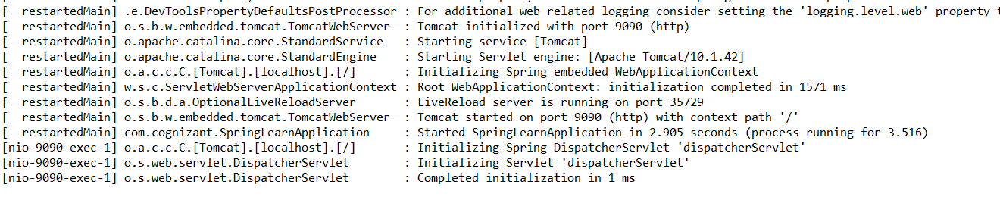 [  restartedMain] .e.DevToolsPropertyDefaultsPostProcessor : For additional web related logging consider setting the 'logging.level.web' property
[  restartedMain] o.s.b.w.embedded.tomcat.TomcatWebServer  : Tomcat initialized with port 9090 (http)
[  restartedMain] o.apache.catalina.core.StandardService   : Starting service [Tomcat]
[  restartedMain] o.apache.catalina.core.StandardEngine    : Starting Servlet engine: [Apache Tomcat/10.1.42]
[  restartedMain] o.a.c.c.C.[Tomcat].[localhost].[/]       : Initializing Spring embedded WebApplicationContext
[  restartedMain] w.s.c.ServletWebServerApplicationContext : Root WebApplicationContext: initialization completed in 1571 ms
[  restartedMain] o.s.b.d.a.OptionalLiveReloadServer       : LiveReload server is running on port 35729
[  restartedMain] o.s.b.w.embedded.tomcat.TomcatWebServer  : Tomcat started on port 9090 (http) with context path '/'
[  restartedMain] com.cognizant.SpringLearnApplication     : Started SpringLearnApplication in 2.905 seconds (process running for 3.516)
[nio-9090-exec-1] o.a.c.c.C.[Tomcat].[localhost].[/]       : Initializing Spring DispatcherServlet 'dispatcherServlet'
[nio-9090-exec-1] o.s.web.servlet.DispatcherServlet        : Initializing Servlet 'dispatcherServlet'
[nio-9090-exec-1] o.s.web.servlet.DispatcherServlet        : Completed initialization in 1 ms